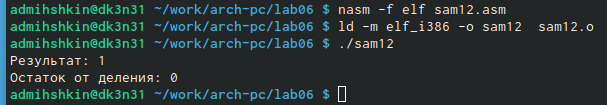 admihshkin@dk3n31 ~/work/arch-pc/lab06 $ nasm -f elf sam12.asm
admihshkin@dk3n31 ~/work/arch-pc/lab06 $ ld -m elf_i386 -o sam12  sam12.o
admihshkin@dk3n31 ~/work/arch-pc/lab06 $ ./sam12
Результат: 1
Остаток от деления: 0
admihshkin@dk3n31 ~/work/arch-pc/lab06 $